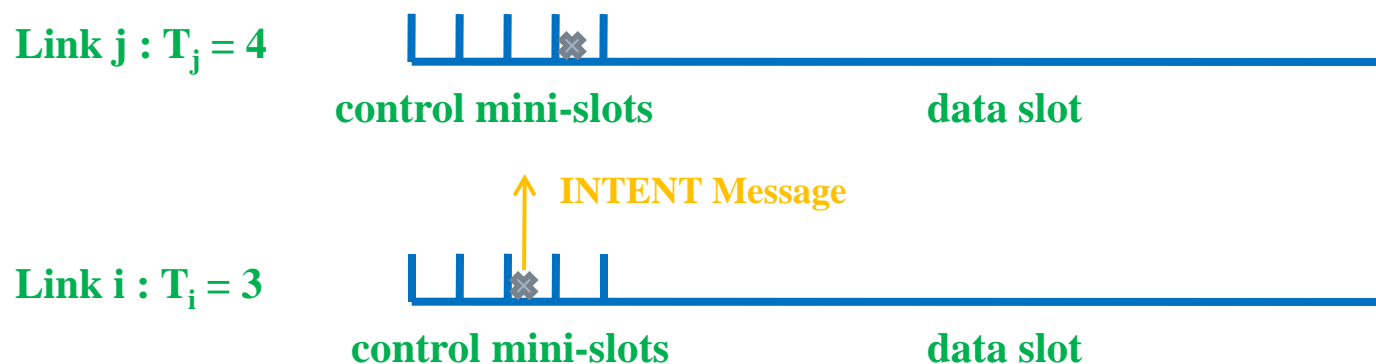 Link j : Tj = 4
control mini-slots data slot
INTENT Message
Link i : Ti = 3
control mini-slots data slot